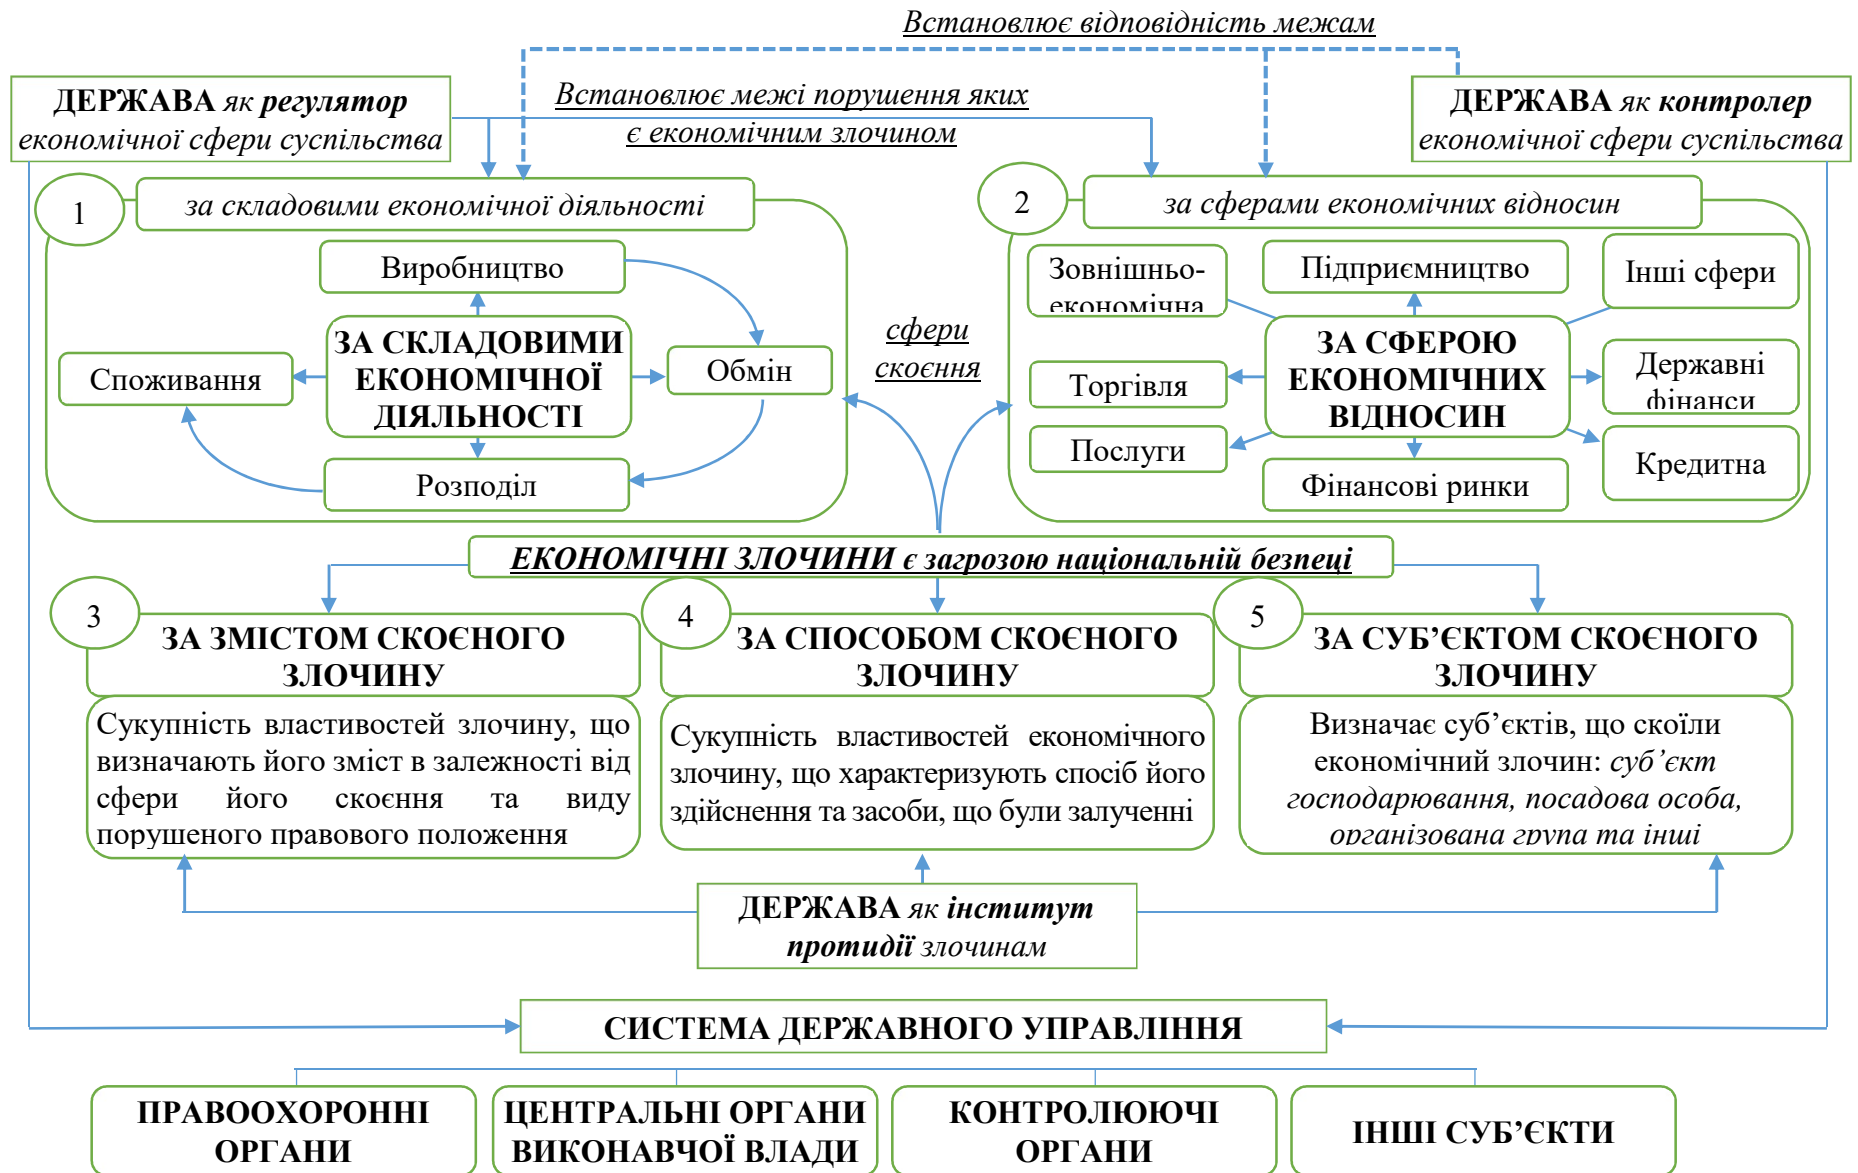 Встановлює відповідність межам
ДЕРЖАВА як регулятор
економічної сфери суспільства
Встановлює межі порушення яких
є економічним злочином
ДЕРЖАВА як контролер
економічної сфери суспільства
1
за складовими економічної діяльності
Виробництво
ЗА СКЛАДОВИМИ
ЕКОНОМІЧНОЇ
ДІЯЛЬНОСТІ
Споживання
Обмін
Розподіл
сфери
скоєння
2
за сферами економічних відносин
Зовнішньо-
економічна
Підприємництво
Інші сфери
ЗА СФЕРОЮ
ЕКОНОМІЧНИХ
ВІДНОСИН
Торгівля
Державні
фінанси
Послуги
Фінансові ринки
Кредитна
ЕКОНОМІЧНІ ЗЛОЧИНИ є загрозою національній безпеці
3
ЗА ЗМІСТОМ СКОЄНОГО
ЗЛОЧИНУ
Сукупність властивостей злочину, що
визначають його зміст в залежності від
сфери його скоєння та виду
порушеного правового положення
4
ЗА СПОСОБОМ СКОЄНОГО
ЗЛОЧИНУ
Сукупність властивостей економічного
злочину, що характеризують спосіб його
здійснення та засоби, що були залученні
5
ЗА СУБ’ЄКТОМ СКОЄНОГО
ЗЛОЧИНУ
Визначає суб’єктів, що скоїли
економічний злочин: суб’єкт
господарювання, посадова особа,
організована група та інші
ДЕРЖАВА як інститут
протидії злочинам
СИСТЕМА ДЕРЖАВНОГО УПРАВЛІННЯ
ПРАВООХОРОННІ
ОРГАНИ
ЦЕНТРАЛЬНІ ОРГАНИ
ВИКОНАВЧОЇ ВЛАДИ
КОНТРОЛЮЮЧІ
ОРГАНИ
ІНШІ СУБ’ЄКТИ